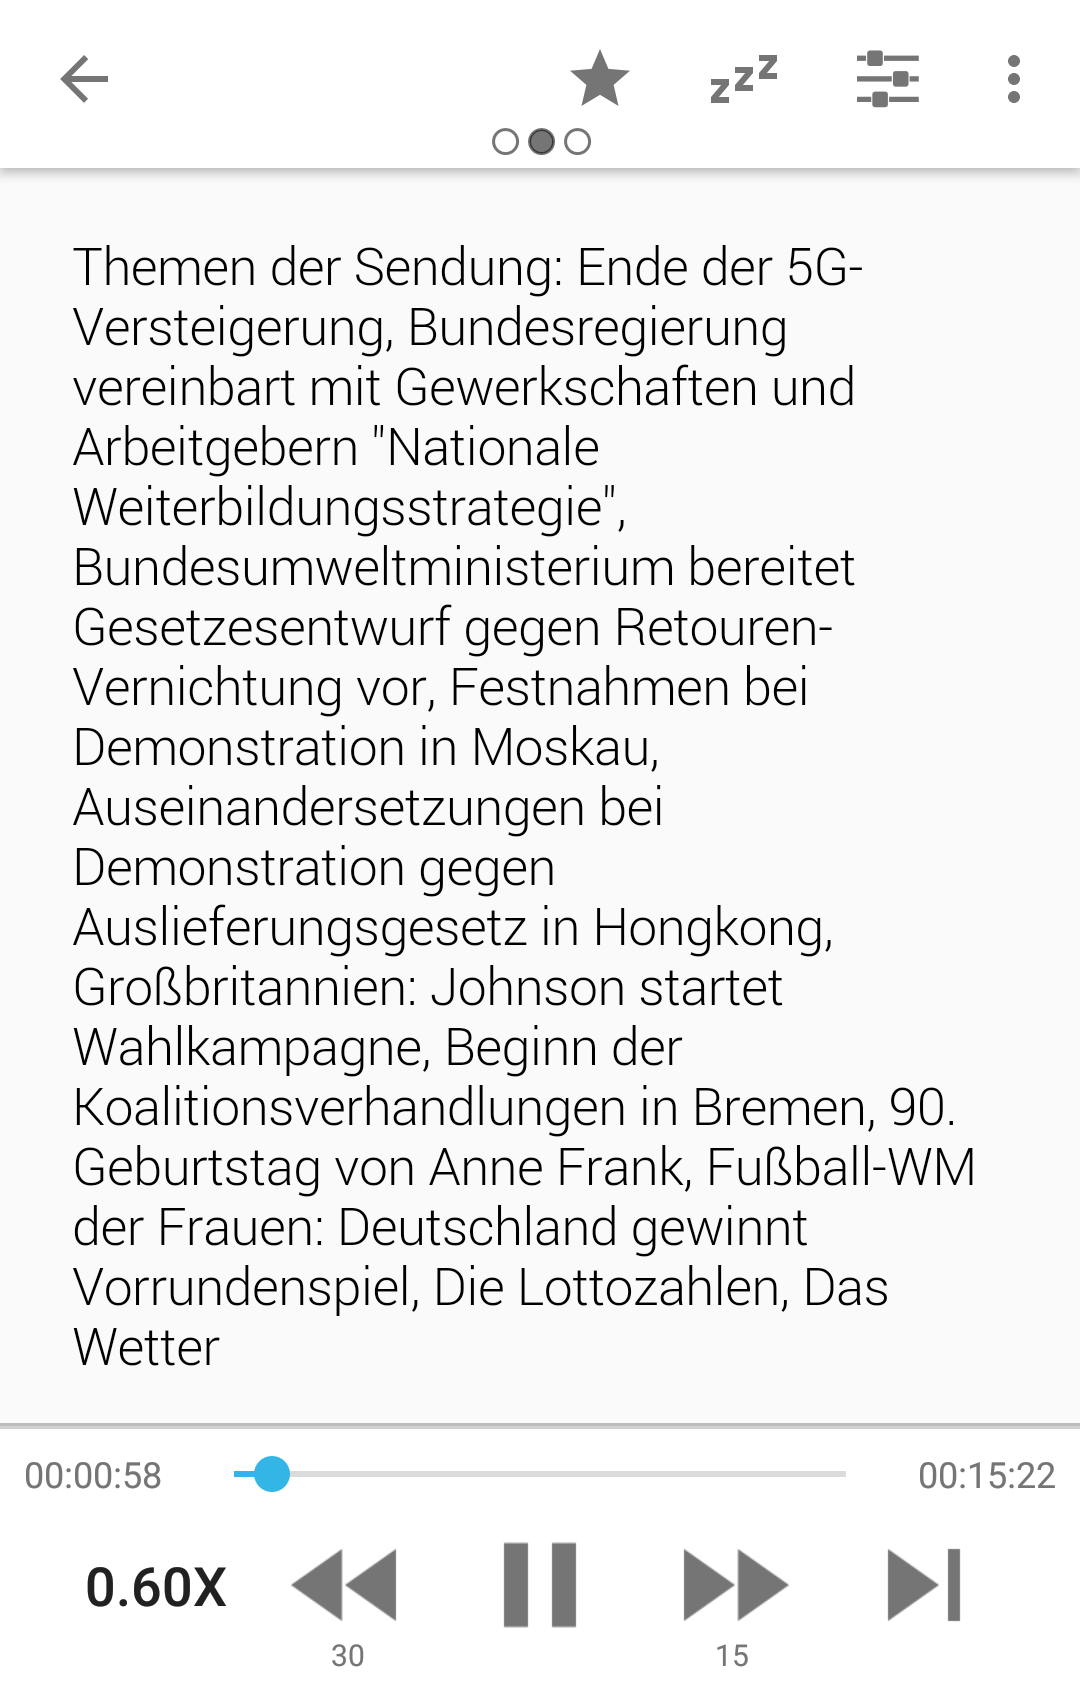 zzz
Themen der Sendung: Ende der 5G-
Versteigerung, Bundesregierung
vereinbart mit Gewerkschaften und
Arbeitgebern "Nationale
Weiterbildungsstrategie",
Bundesumweltministerium bereitet
Gesetzesentwurf gegen Retouren-
Vernichtung vor, Festnahmen bei
Demonstration in Moskau,
Auseinandersetzungen bei
Demonstration gegen
Auslieferungsgesetz in Hongkong,
Großbritannien: Johnson startet
Wahlkampagne, Beginn der
Koalitionsverhandlungen in Bremen, 90.
Geburtstag von Anne Frank, Fußball-WM
der Frauen: Deutschland gewinnt
Vorrundenspiel, Die Lottozahlen, Das
Wetter
00:00:58 00:15:22
0.60X
30 15